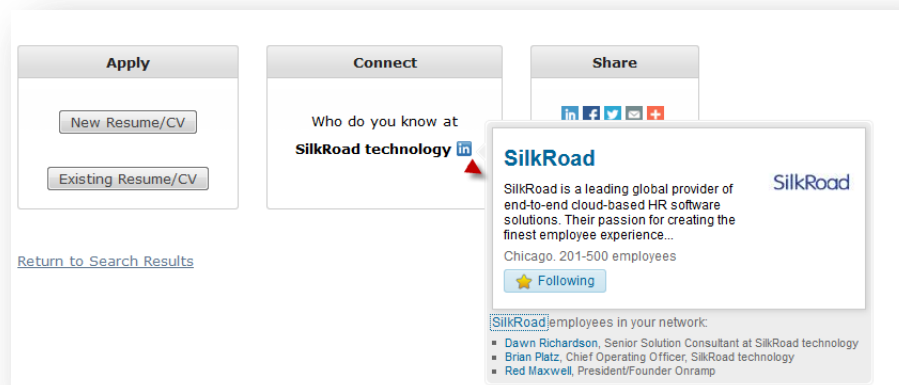 Apply
New Resume/CV
Existing Resume/CV
Connect
Who do you know at
SilkRoad technology in
Share
in f
SilkRoad
SilkRoad is a leading global provider of
end-to-end cloud-based HR software
solutions. Their passion for creating the
finest employee experience...
Chicago. 201-500 employees
Following
SilkRoad
SilkRoad employees in your network:
Dawn Richardson, Senior Solution Consultant at SilkRoad technology
Brian Platz, Chief Operating Officer, SilkRoad technology
Red Maxwell, President/Founder Onramp
Return to Search Results